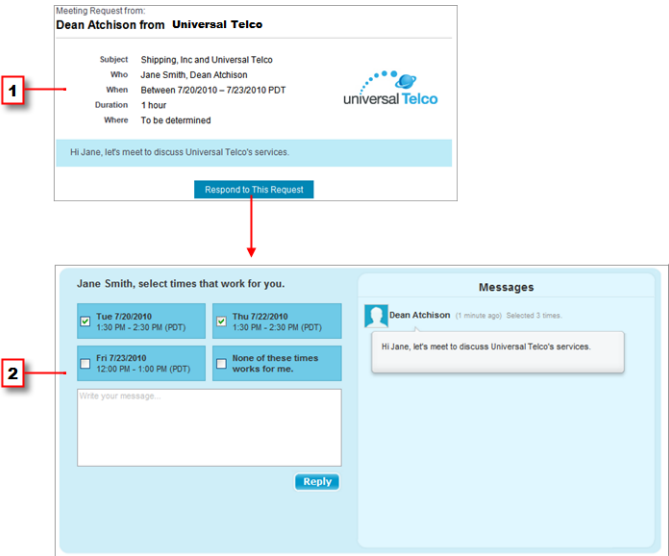 Meeting Request from:
Dean Atchison from Universal Telco
Subject Shipping, Inc and Universal Telco
Who Jane Smith, Dean Atchison
When Between 7/20/2010 – 7/23/2010 PDT
Duration 1 hour
Where To be determined
universal Telco
1
Hi Jane, let's meet to discuss Universal Telco's services.
Respond to This Request
Jane Smith, select times that work for you.
Tue 7/20/2010
1:30 PM - 2:30 PM (PDT)
Thu 7/22/2010
1:30 PM - 2:30 PM (PDT)
Fri 7/23/2010
12:00 PM - 1:00 PM (PDT)
None of these times
works for me.
2
Write your message...
Reply
Messages
Dean Atchison (1 minute ago) Selected 3 times.
Hi Jane, let's meet to discuss Universal Telco's services.